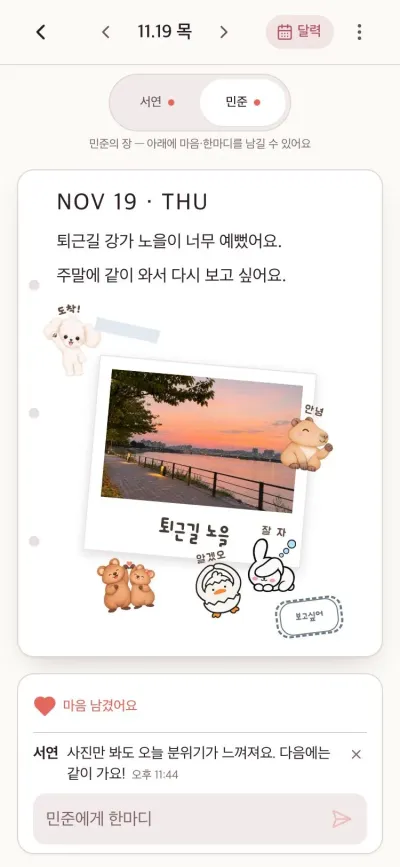 11.19 목
달력
서연
민준
민준의 장 — 아래에 마음·한마디를 남길 수 있어요
NOV 19 · THU
퇴근길 강가 노을이 너무 예뻤어요.
주말에 같이 와서 다시 보고 싶어요.
도착!
안녕
퇴근길 노을
잘 자
알겠오
보고싶어
마음 남겼어요
서연 사진만 봐도 오늘 분위기가 느껴져요. 다음에는
같이 가요! 오후 11:44
민준에게 한마디